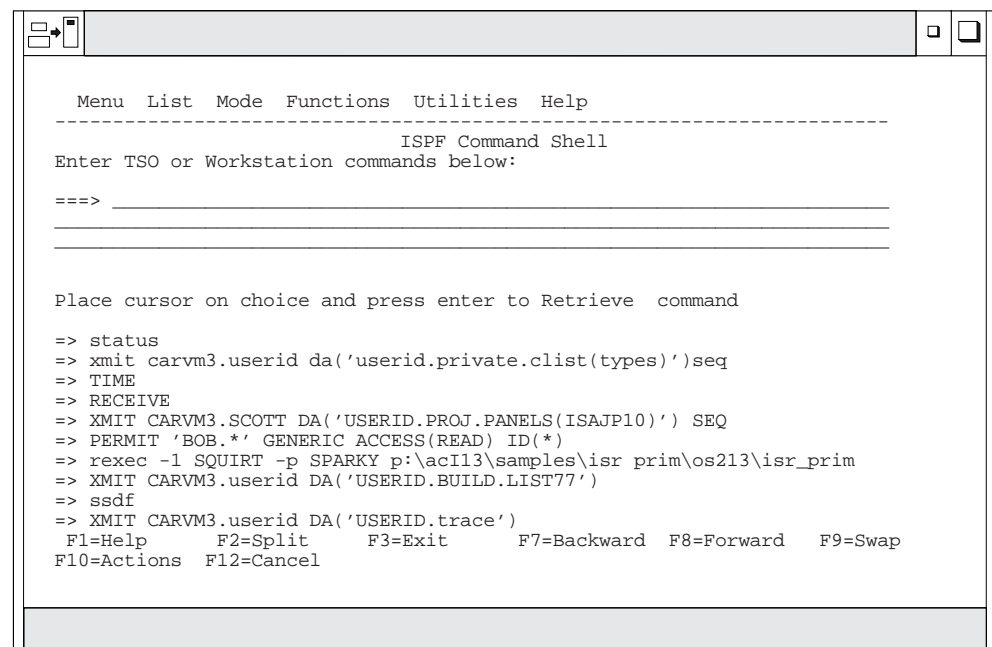 Menu List Mode Functions Utilities Help
------------------------------------------------------------------------
ISPF Command Shell
Enter TSO or Workstation commands below:
===> ___________________________________________________________________
________________________________________________________________________
________________________________________________________________________
Place cursor on choice and press enter to Retrieve command
=> status
=> xmit carvm3.userid da('userid.private.clist(types)')seq
=> TIME
=> RECEIVE
=> XMIT CARVM3.SCOTT DA('USERID.PROJ.PANELS(ISAJP10)') SEQ
=> PERMIT 'BOB.*' GENERIC ACCESS(READ) ID(*)
=> rexec -1 SQUIRT -p SPARKY p:\acI13\samples\isr prim\os213\isr_prim
=> XMIT CARVM3.userid DA('USERID.BUILD.LIST77')
=> ssdf
=> XMIT CARVM3.userid DA('USERID.trace')
F1=Help F2=Split F3=Exit F7=Backward F8=Forward F9=Swap
F10=Actions F12=Cancel